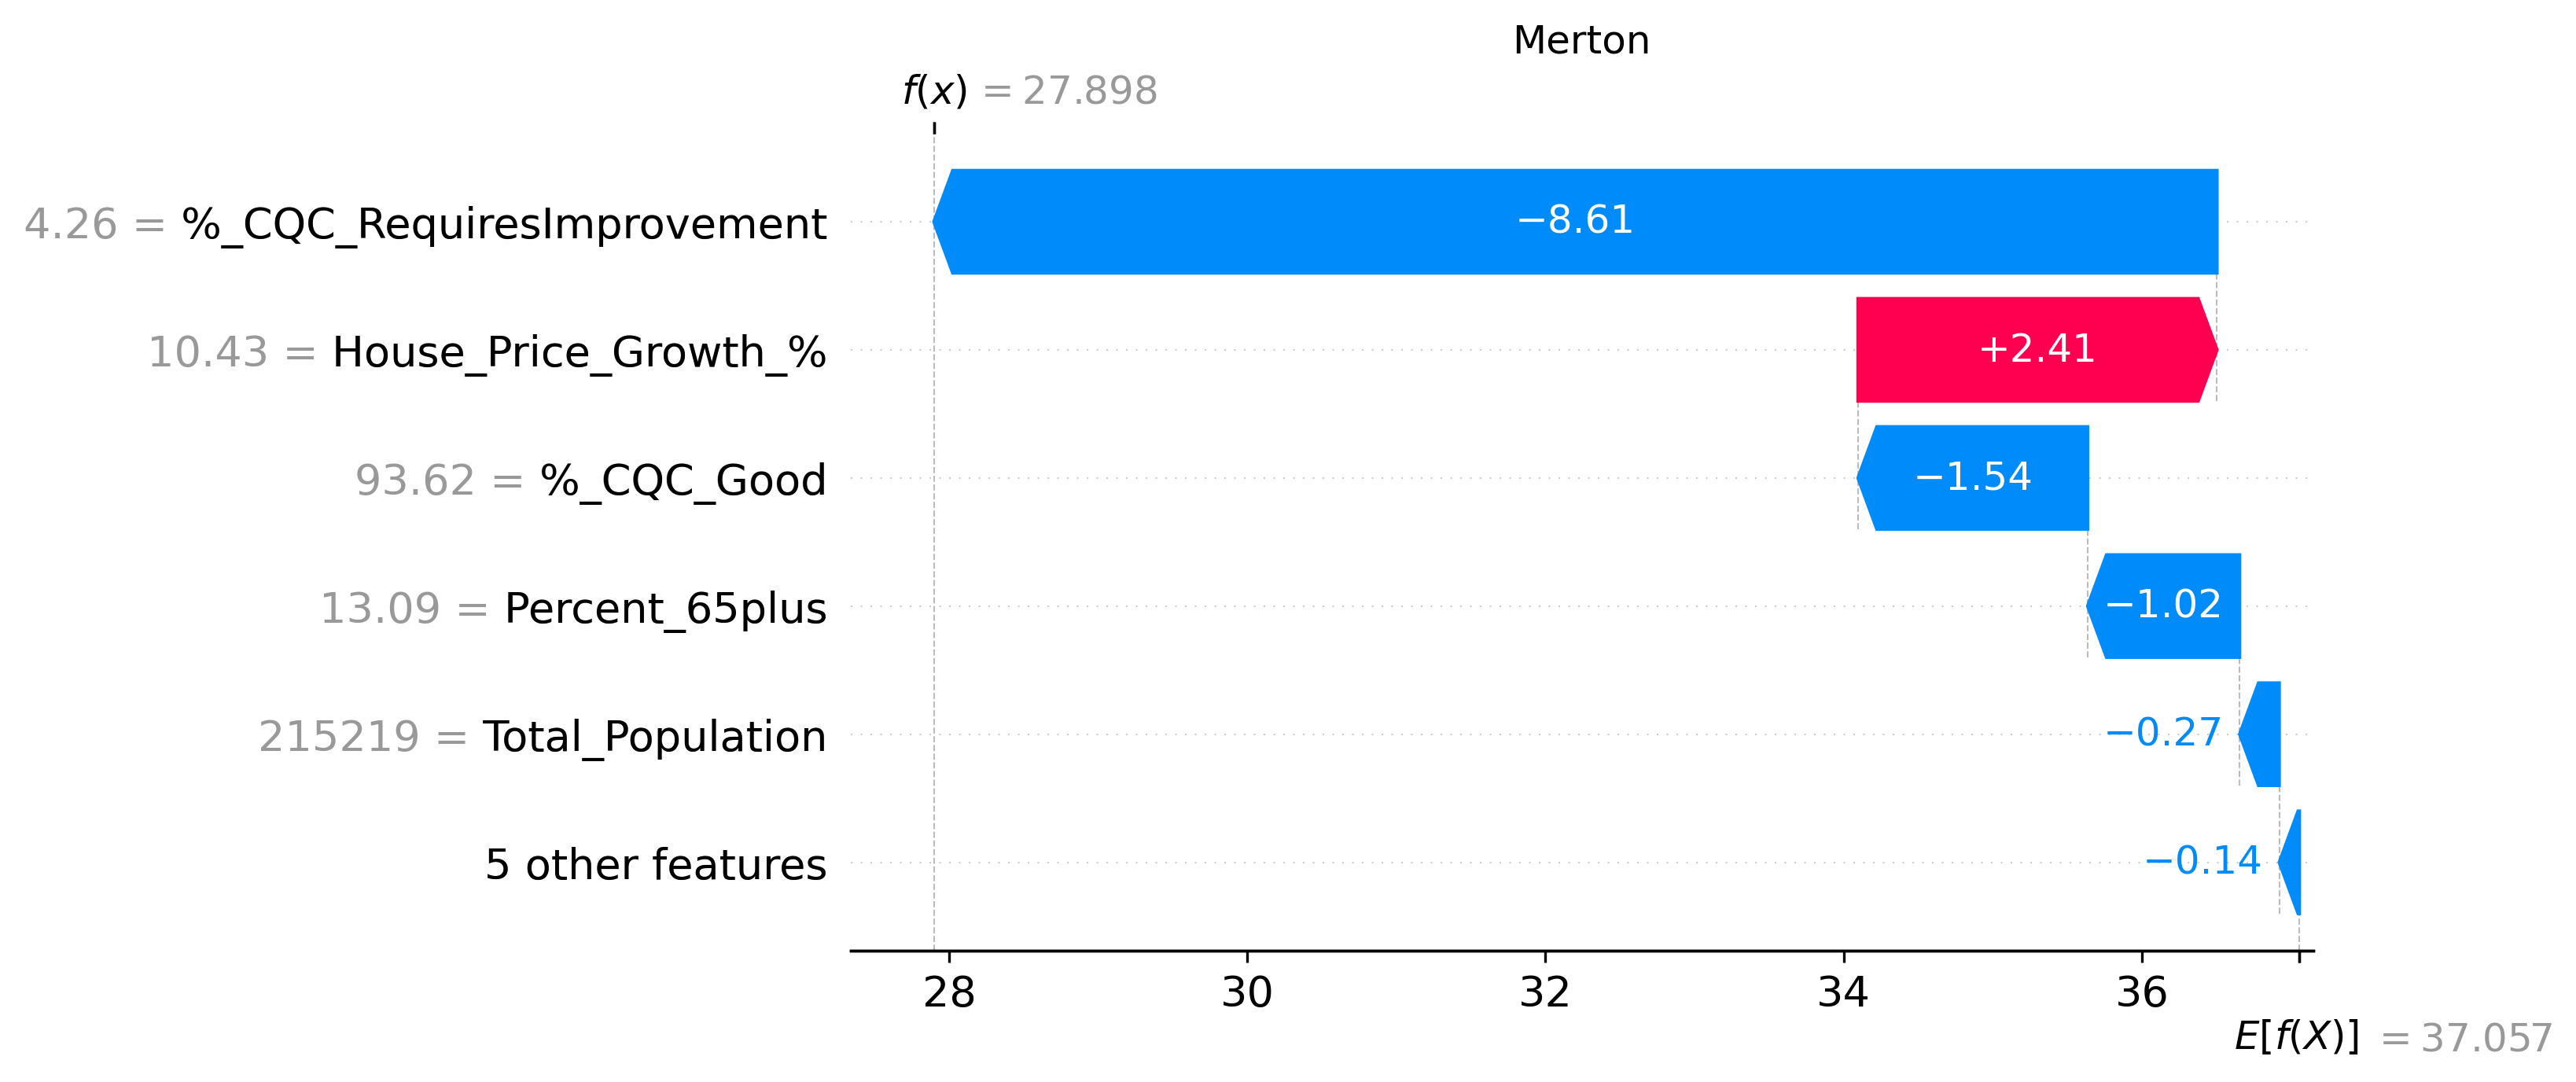 Merton
f(x) = 27.898
4.26 = %_CQC_RequiresImprovement
−8.61
10.43 = House_Price_Growth_%
+2.41
93.62 = %_CQC_Good
−1.54
13.09 = Percent_65plus
−1.02
215219 = Total_Population
−0.27
5 other features
−0.14
28 30 32 34 36
E[f(X)] = 37.057